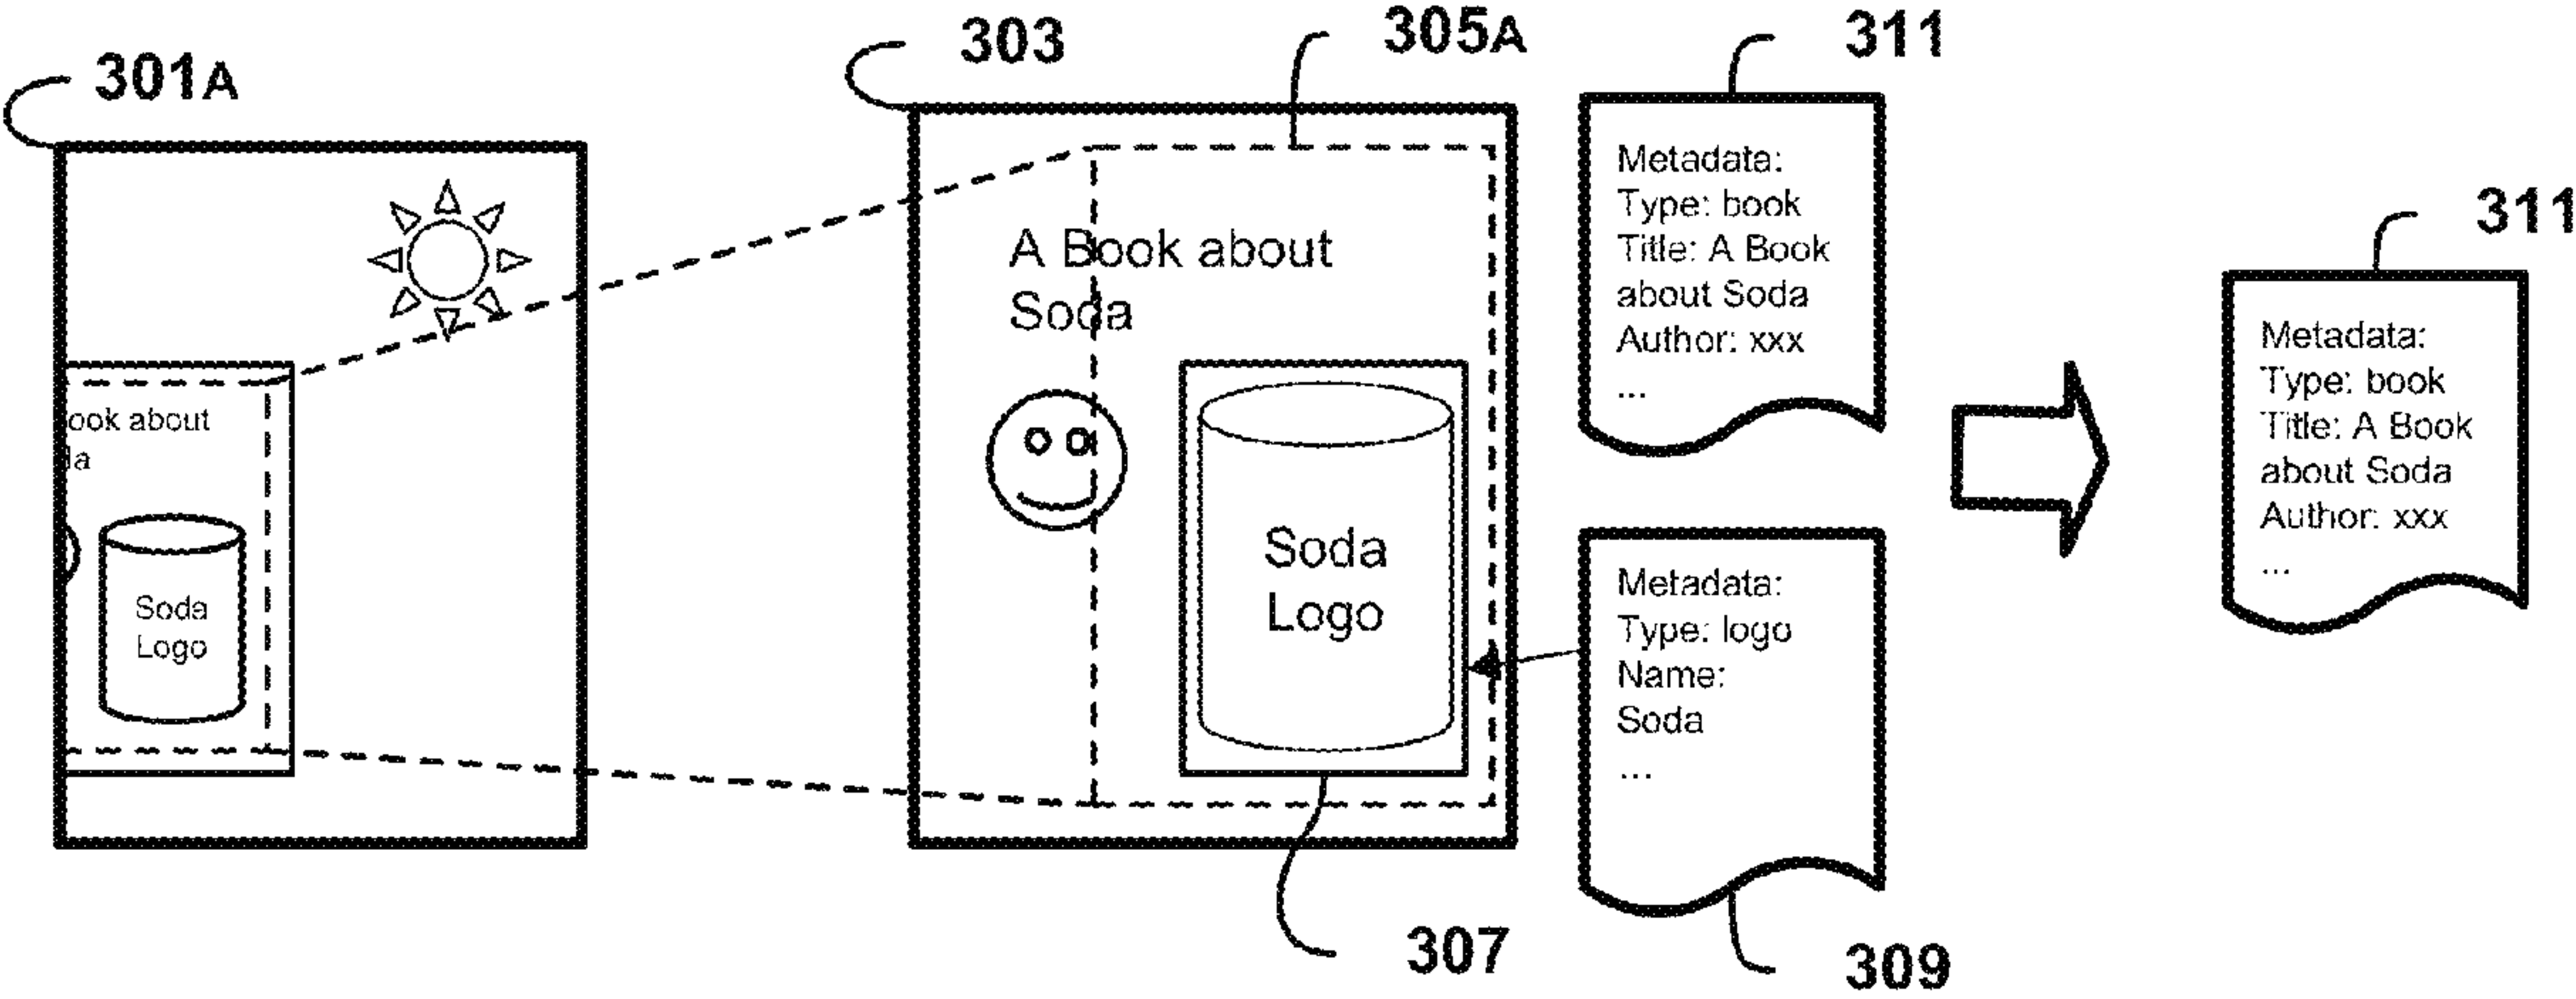 301A
303
305A
311
311
ook about
la
Soda
Logo
A Book about
Soda
Soda
Logo
Metadata:
Type: book
Title: A Book
about Soda
Author: xxx
...
Metadata:
Type: logo
Name:
Soda
...
Metadata:
Type: book
Title: A Book
about Soda
Author: xxx
...
307
309